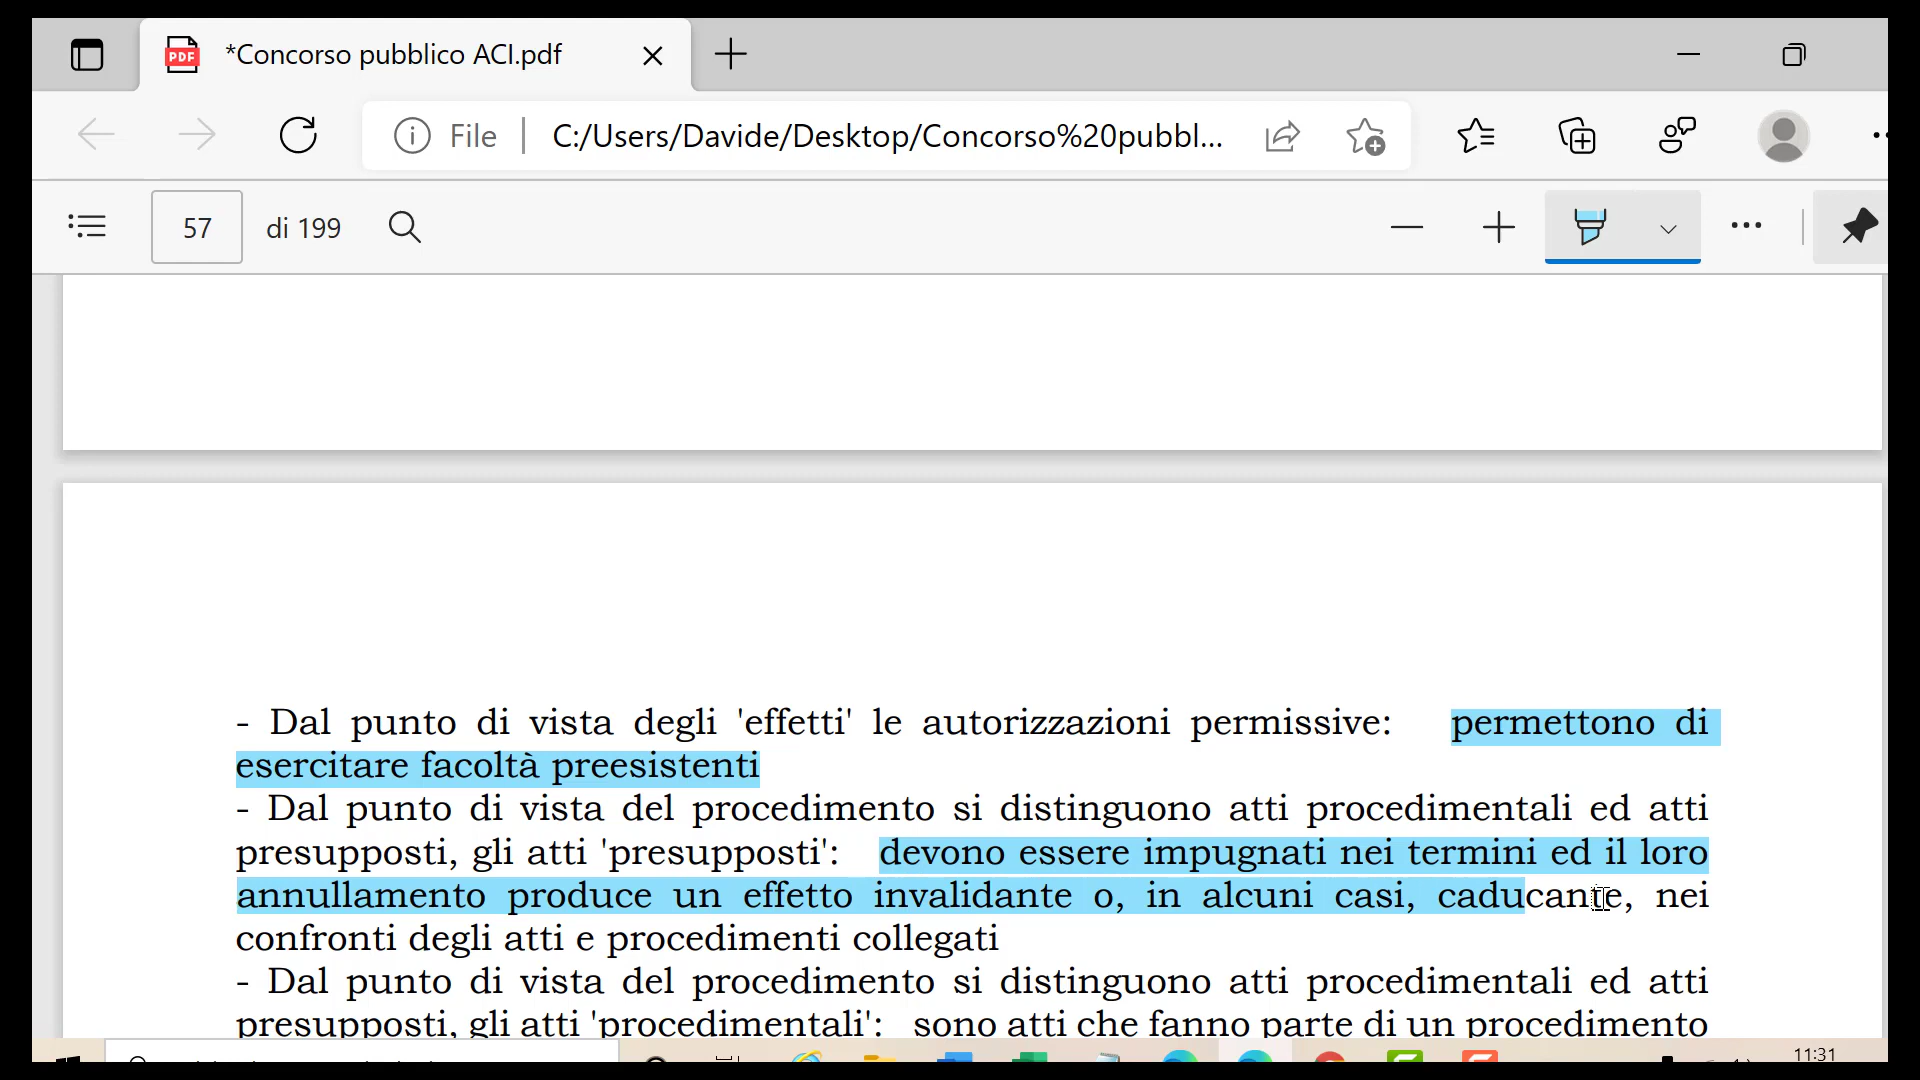 *Concorso pubblico ACI.pdf
File
C:/Users/Davide/Desktop/Concorso%20pubbl...
57 di 199
- Dal punto di vista degli 'effetti' le autorizzazioni permissive: permettono di
esercitare facoltà preesistenti
- Dal punto di vista del procedimento si distinguono atti procedimentali ed atti
presupposti, gli atti 'presupposti': devono essere impugnati nei termini ed il loro
annullamento produce un effetto invalidante o, in alcuni casi, caducante, nei
confronti degli atti e procedimenti collegati
- Dal punto di vista del procedimento si distinguono atti procedimentali ed atti
presupposti, gli atti 'procedimentali': sono atti che fanno parte di un procedimento
11:31